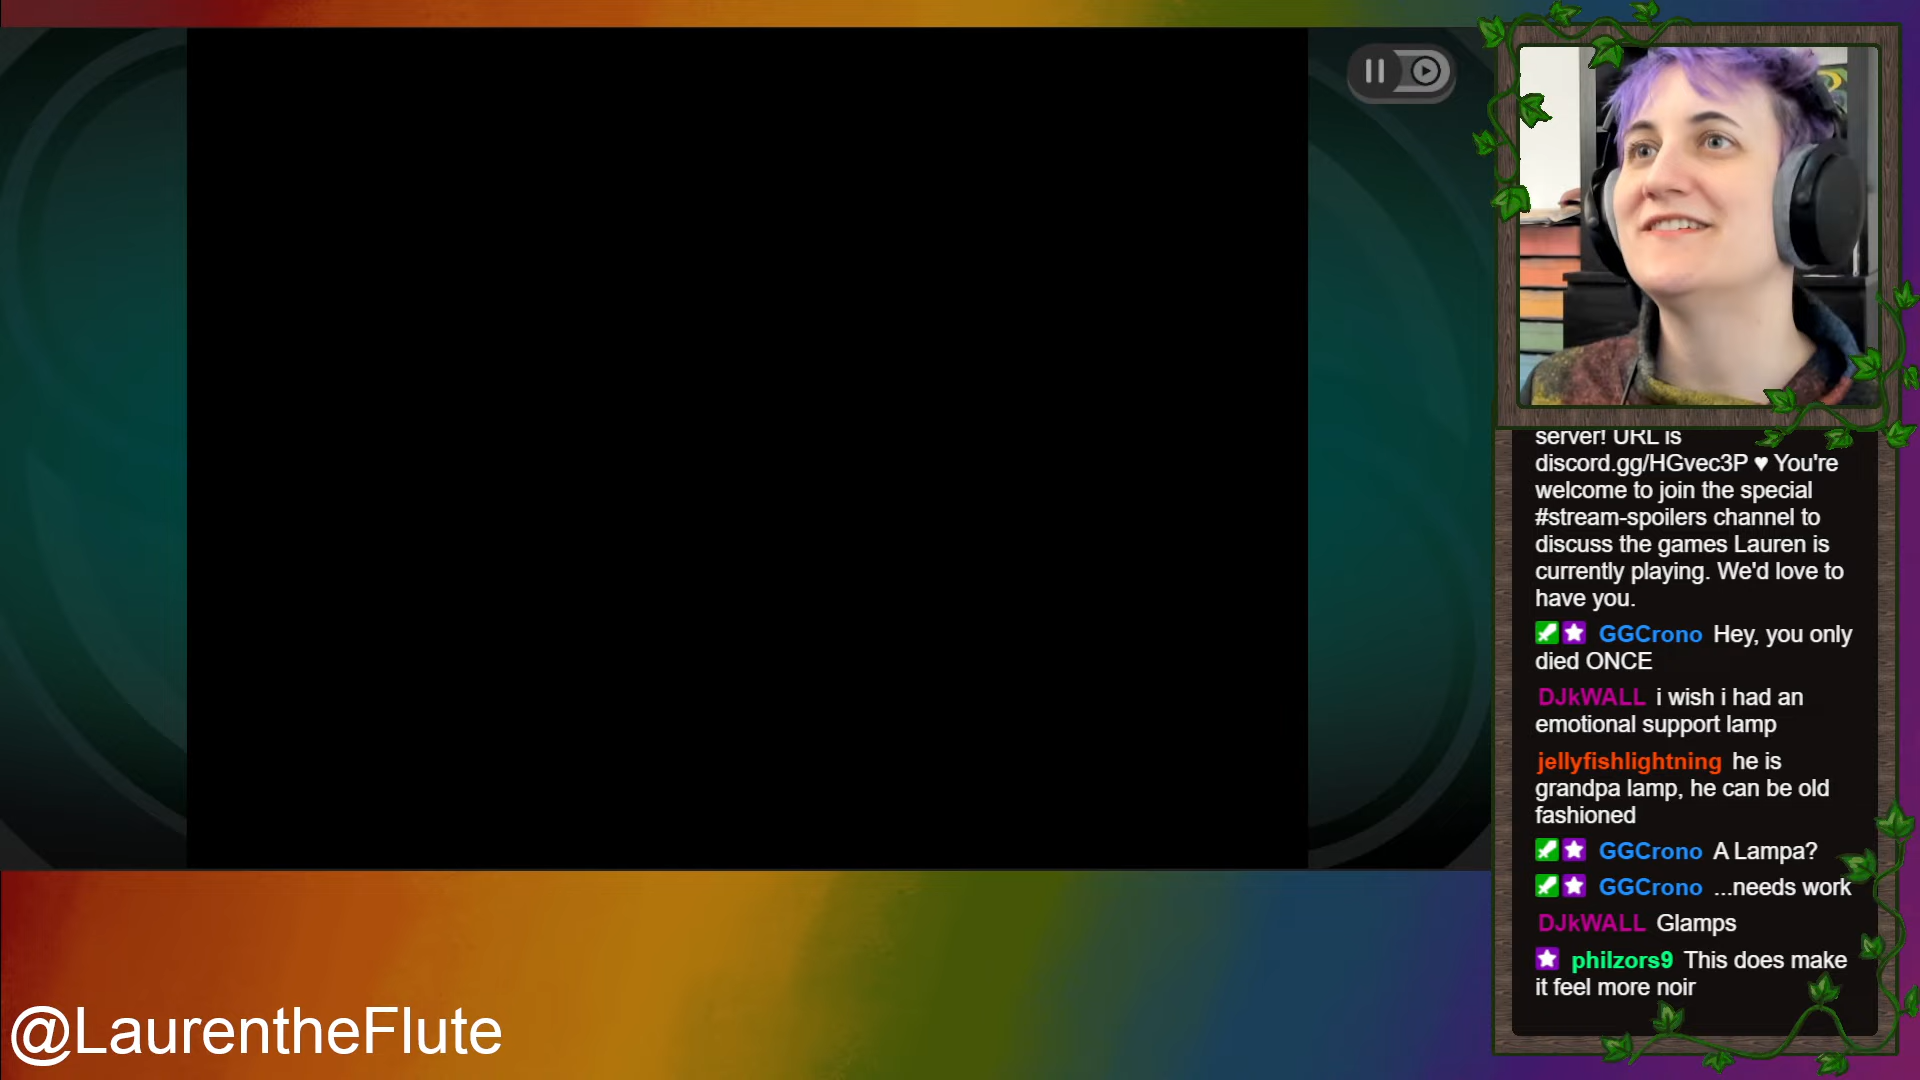 server! URL is
discord.gg/HGvec3P ♥ You're
welcome to join the special
#stream-spoilers channel to
discuss the games Lauren is
currently playing. We'd love to
have you.
GGCrono Hey, you only
died ONCE
DJkWALL i wish i had an
emotional support lamp
jellyfishlightning he is
grandpa lamp, he can be old
fashioned
GGCrono A Lampa?
GGCrono ...needs work
DJkWALL Glamps
philzors9 This does make
it feel more noir
@LaurentheFlute